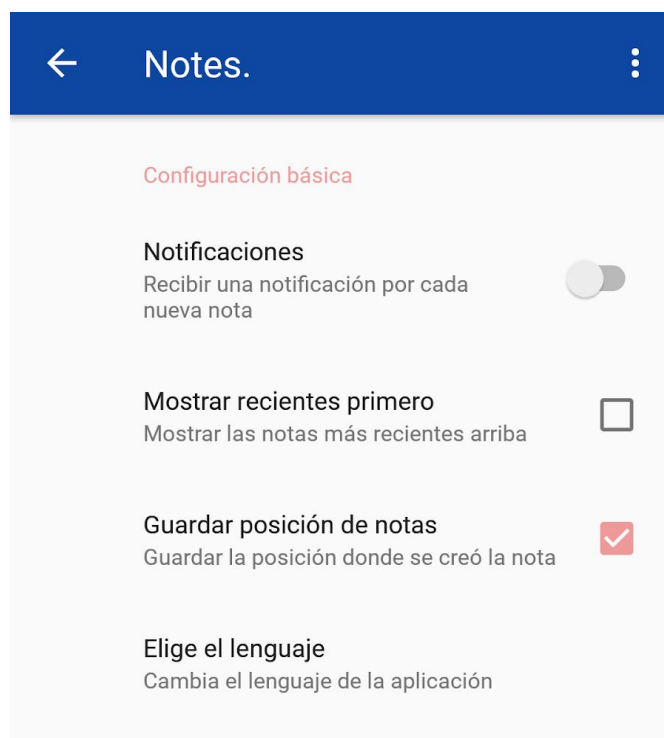 Notes.
Configuración básica
Notificaciones
Recibir una notificación por cada
nueva nota
Mostrar recientes primero
Mostrar las notas más recientes arriba
Guardar posición de notas
Guardar la posición donde se creó la nota
Elige el lenguaje
Cambia el lenguaje de la aplicación